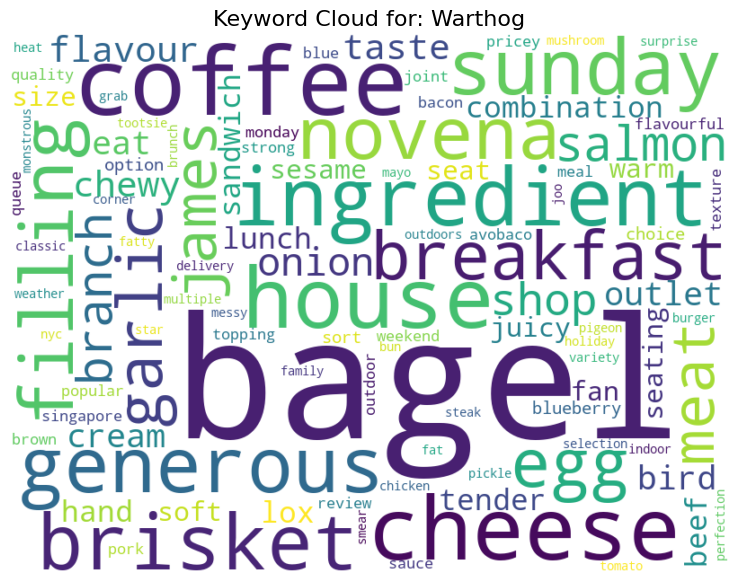 Keyword Cloud for: Warthog
heat
flavour
coffee
blue
taste
pricey
mushroom
surprise
quality
grab
joint
sunday
size
bacon
combination
monstrous
tootsie
brunch
monday
novena
flavourful
filling
eat
james
sandwich
strong
salmon
queue
option
sesame
mayo
seat
meal
warm
texture
chewy
corner
ingredient
joo
classic
branch
garlic
fatty
lunch
outdoors
avobaco
choice
delivery
onion
breakfast
weather
multiple
house
shop
outlet
nyc
star
messy
juicy
pigeon
burger
topping
sort
weekend
holiday
bun
variety
bagel
family
outdoor
fan
seating
meat
popular
singapore
steak
blueberry
brown
cream
fat
selection
indoor
generous
chicken
pickle
egg
bird
hand
soft
lox
review
tender
beef
perfection
brisket
smear
cheese
pork
sauce
tomato